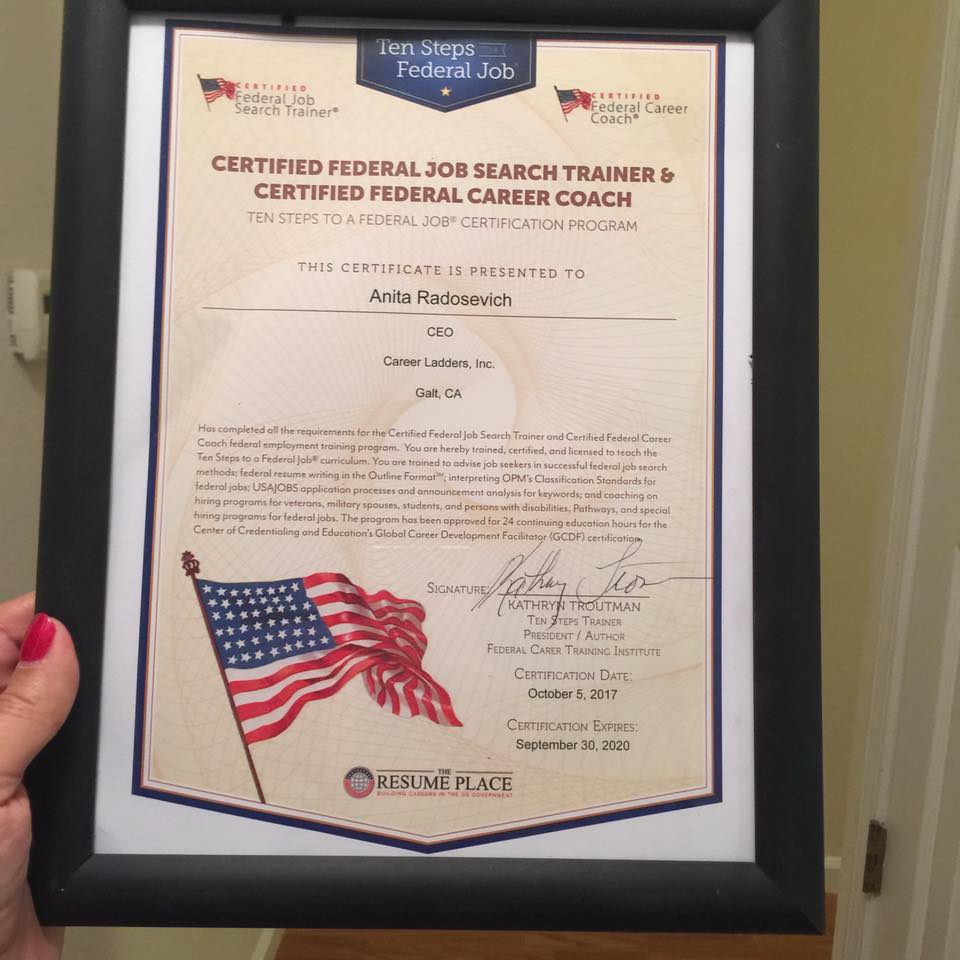 Ten Steps
Federal Job
CERTIFIED
Federal Job
Search Trainer®
CERTIFIED
Federal Career
Coach®
CERTIFIED FEDERAL JOB SEARCH TRAINER &
CERTIFIED FEDERAL CAREER COACH
TEN STEPS TO A FEDERAL JOB® CERTIFICATION PROGRAM
THIS CERTIFICATE IS PRESENTED TO
Anita Radosevich
CEO
Career Ladders, Inc.
Galt, CA
Has completed all the requirements for the Certified Federal Job Search Trainer and Certified Federal Career
Coach federal employment training program. You are hereby trained, certified, and licensed to teach the
Ten Steps to a Federal Job® curriculum. You are trained to advise job seekers in successful federal job search
methods; federal resume writing in the Outline Format℠; interpreting OPM's Classification Standards for
federal jobs; USAJOBS application processes and announcement analysis for keywords; and coaching on
hiring programs for veterans, military spouses, students, and persons with disabilities, Pathways, and special
hiring programs for federal jobs. The program has been approved for 24 continuing education hours for the
Center of Credentialing and Education's Global Career Development Facilitator (GCDF) certification.
SIGNATURE:
KATHRYN TROUTMAN
TEN STEPS TRAINER
PRESIDENT / AUTHOR
FEDERAL CARER TRAINING INSTITUTE
CERTIFICATION DATE:
October 5, 2017
CERTIFICATION EXPIRES:
September 30, 2020
THE
RESUME PLACE
BUILDING CAREERS IN THE US GOVERNMENT